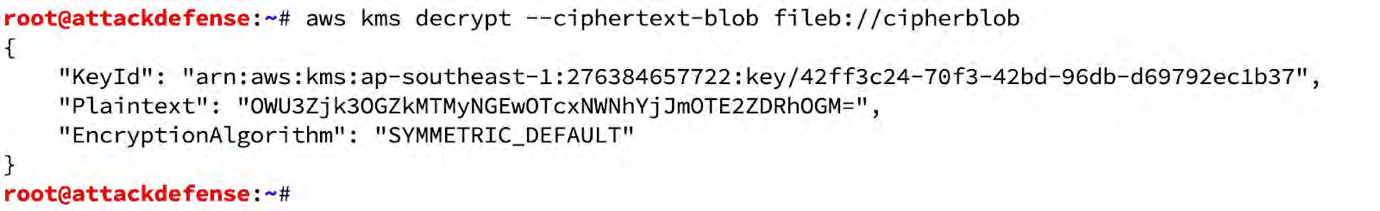 root@attackdefense:~# aws kms decrypt --ciphertext-blob fileb://cipherblob
{
    "KeyId": "arn:aws:kms:ap-southeast-1:276384657722:key/42ff3c24-70f3-42bd-96db-d69792ec1b37",
    "Plaintext": "OWU3Zjk3OGZkMTMyNGEwOTcxNWNhYjJmOTE2ZDRhOGM=",
    "EncryptionAlgorithm": "SYMMETRIC_DEFAULT"
}
root@attackdefense:~#